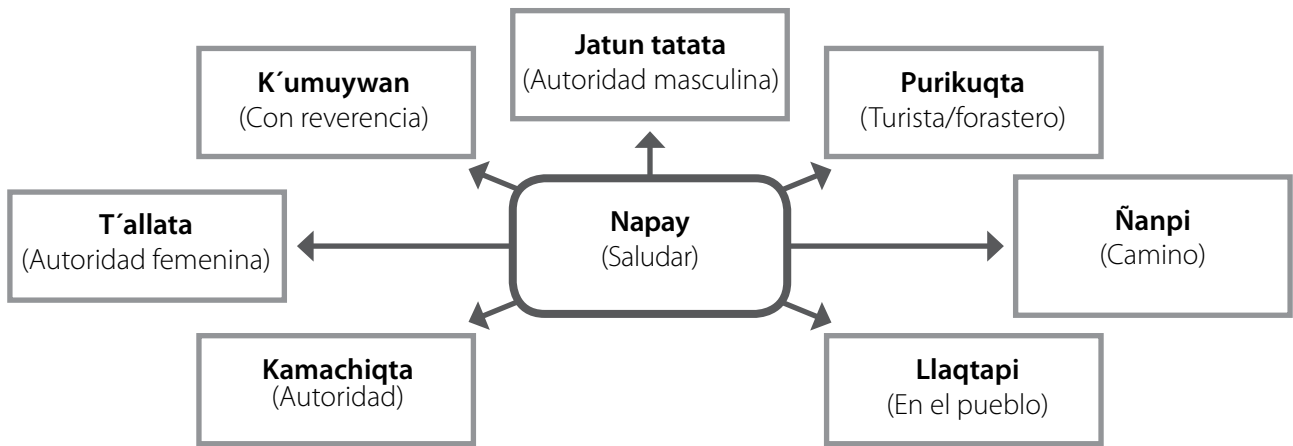 Jatun tatata
(Autoridad masculina)
K´umuywan
(Con reverencia)
Purikuqta
(Turista/forastero)
T´allata
(Autoridad femenina)
Napay
(Saludar)
Ñanpi
(Camino)
Kamachiqta
(Autoridad)
Llaqtapi
(En el pueblo)